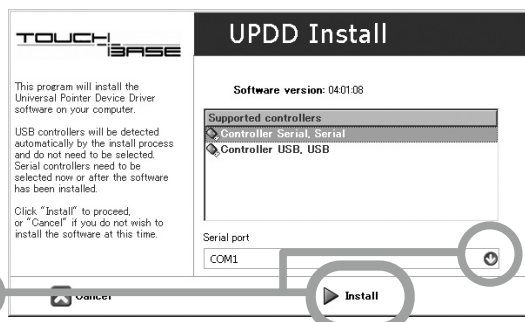 TOUCH-
BASE
UPDD Install
This program will install the
Universal Pointer Device Driver
software on your computer.
USB controllers will be detected
automatically by the install process
and do not need to be selected.
Serial controllers need to be
selected now or after the software
has been installed.
Click "Install" to proceed,
or "Cancel" if you do not wish to
install the software at this time.
Software version: 04:01:08
Supported controllers
Controller Serial, Serial
Controller USB, USB
Serial port
COM1
Cancel
Install